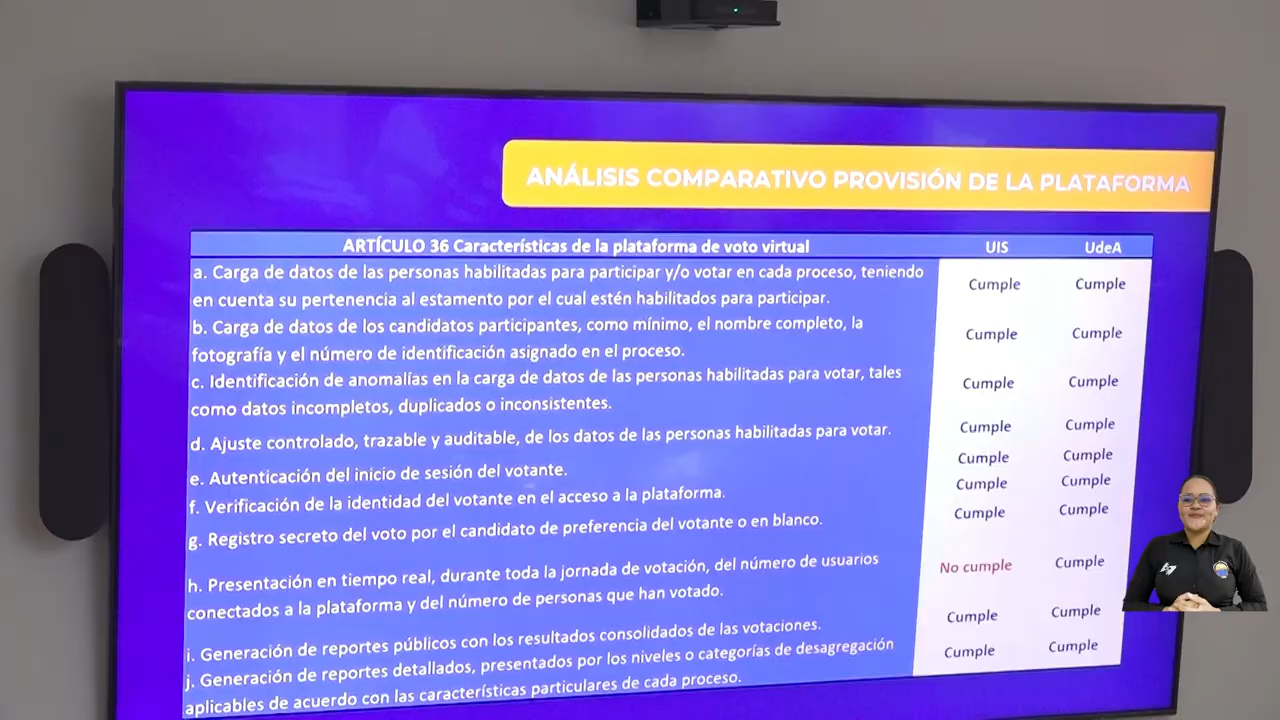 ANÁLISIS COMPARATIVO PROVISIÓN DE LA PLATAFORMA
ARTÍCULO 36 Características de la plataforma de voto virtual UIS UdeA
a. Carga de datos de las personas habilitadas para participar y/o votar en cada proceso, teniendo
en cuenta su pertenencia al estamento por el cual estén habilitados para participar.
Cumple Cumple
b. Carga de datos de los candidatos participantes, como mínimo, el nombre completo, la
fotografía y el número de identificación asignado en el proceso.
Cumple Cumple
c. Identificación de anomalías en la carga de datos de las personas habilitadas para votar, tales
como datos incompletos, duplicados o inconsistentes.
Cumple Cumple
d. Ajuste controlado, trazable y auditable, de los datos de las personas habilitadas para votar.
Cumple Cumple
e. Autenticación del inicio de sesión del votante.
Cumple Cumple
f. Verificación de la identidad del votante en el acceso a la plataforma.
Cumple Cumple
g. Registro secreto del voto por el candidato de preferencia del votante o en blanco.
Cumple Cumple
h. Presentación en tiempo real, durante toda la jornada de votación, del número de usuarios
conectados a la plataforma y del número de personas que han votado.
No cumple Cumple
i. Generación de reportes públicos con los resultados consolidados de las votaciones.
Cumple Cumple
j. Generación de reportes detallados, presentados por los niveles o categorías de desagregación
aplicables de acuerdo con las características particulares de cada proceso.
Cumple Cumple